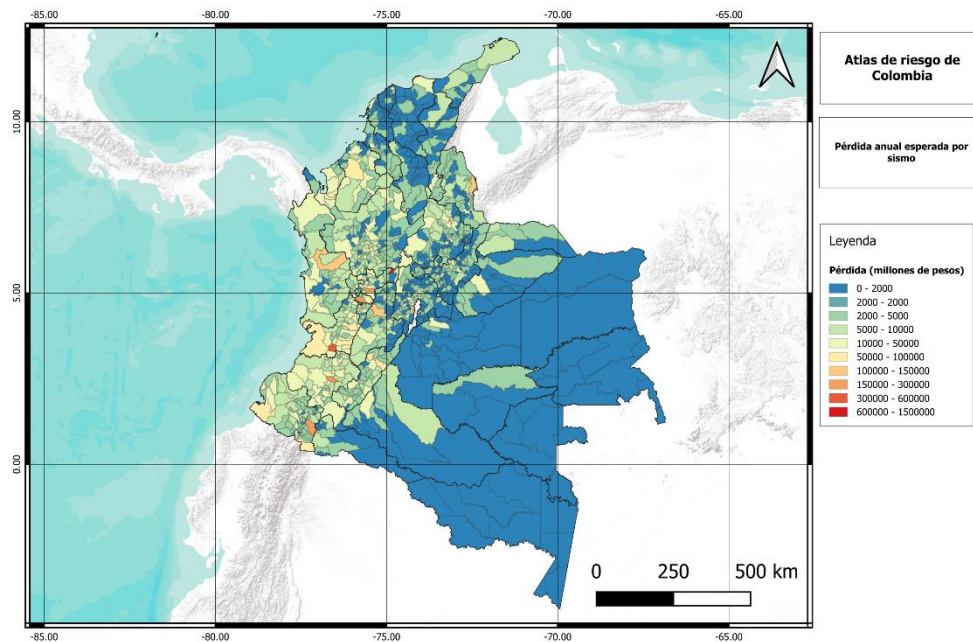 -85.00
-80.00
-75.00
-70.00
-65.00
10.00
5.00
0.00
0 250 500 km
-85.00
-80.00
-75.00
-70.00
-65.00
Atlas de riesgo de
Colombia
Pérdida anual esperada por
sismo
Leyenda
Pérdida (millones de pesos)
0 - 2000
2000 - 2000
2000 - 5000
5000 - 10000
10000 - 50000
50000 - 100000
100000 - 150000
150000 - 300000
300000 - 600000
600000 - 1500000